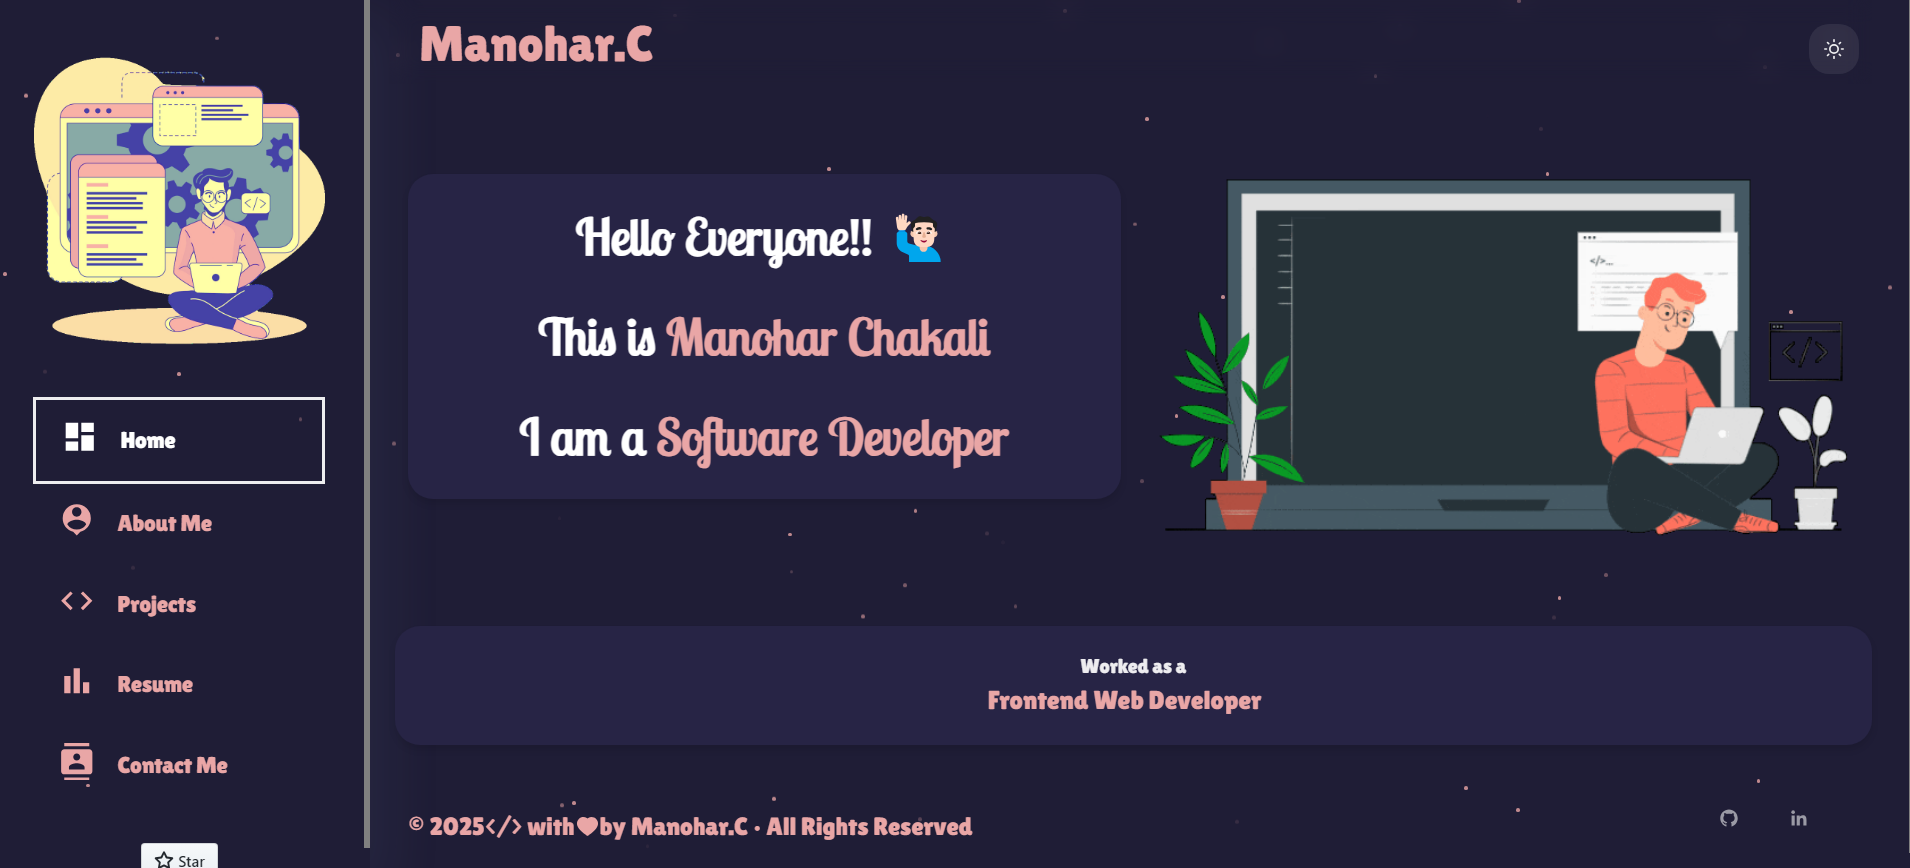 Manohar.C
Home
About Me
Projects
Resume
Contact Me
Star
Hello Everyone!! 🙋🏻‍♂️
This is Manohar Chakali
I am a Software Developer
</>
</>_
</>
Worked as a
Frontend Web Developer
© 2025</> with❤by Manohar.C · All Rights Reserved
in